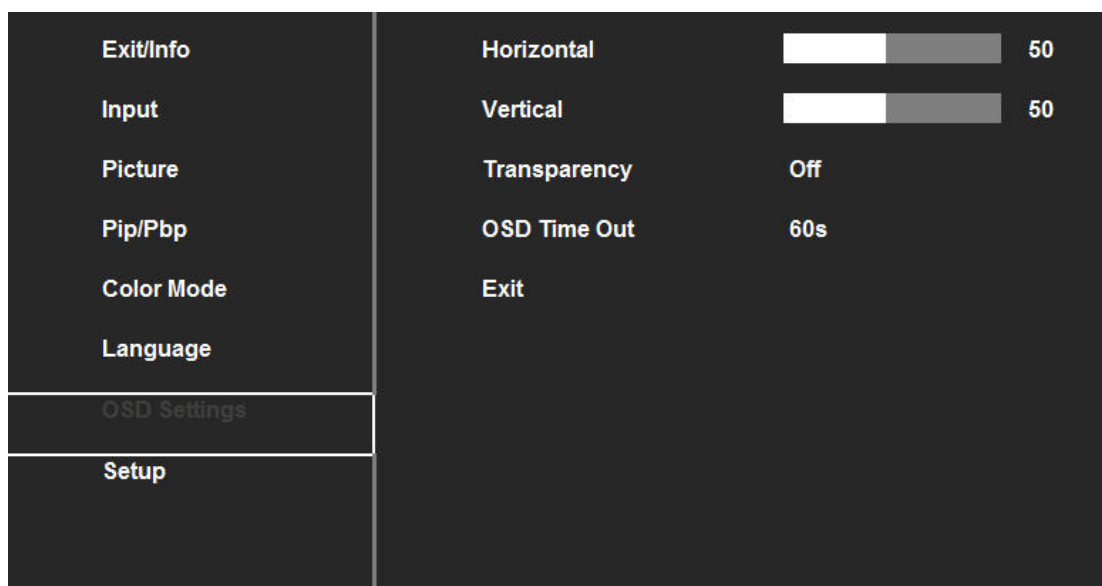 Exit/Info
Input
Picture
Pip/Pbp
Color Mode
Language
OSD Settings
Setup
Horizontal 50
Vertical 50
Transparency Off
OSD Time Out 60s
Exit